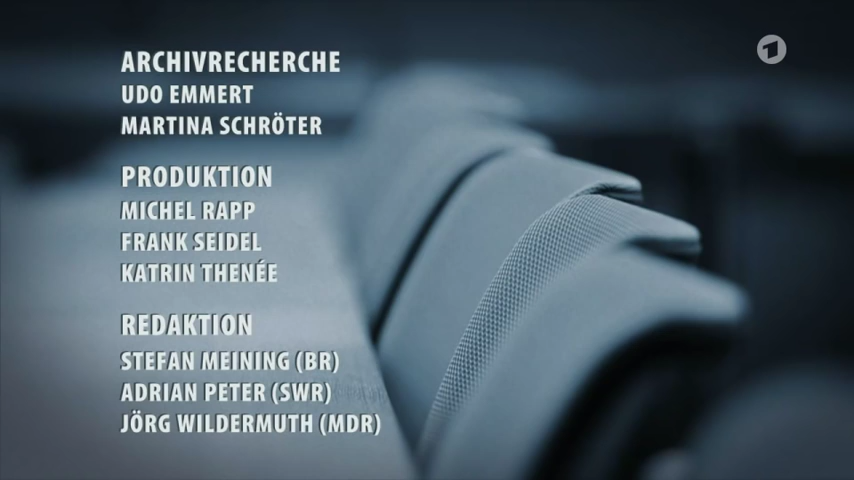 ARCHIVRECHERCHE
UDO EMMERT
MARTINA SCHRÖTER
PRODUKTION
MICHEL RAPP
FRANK SEIDEL
KATRIN THENÉE
REDAKTION
STEFAN MEINING (BR)
ADRIAN PETER (SWR)
JÖRG WILDERMUTH (MDR)
1